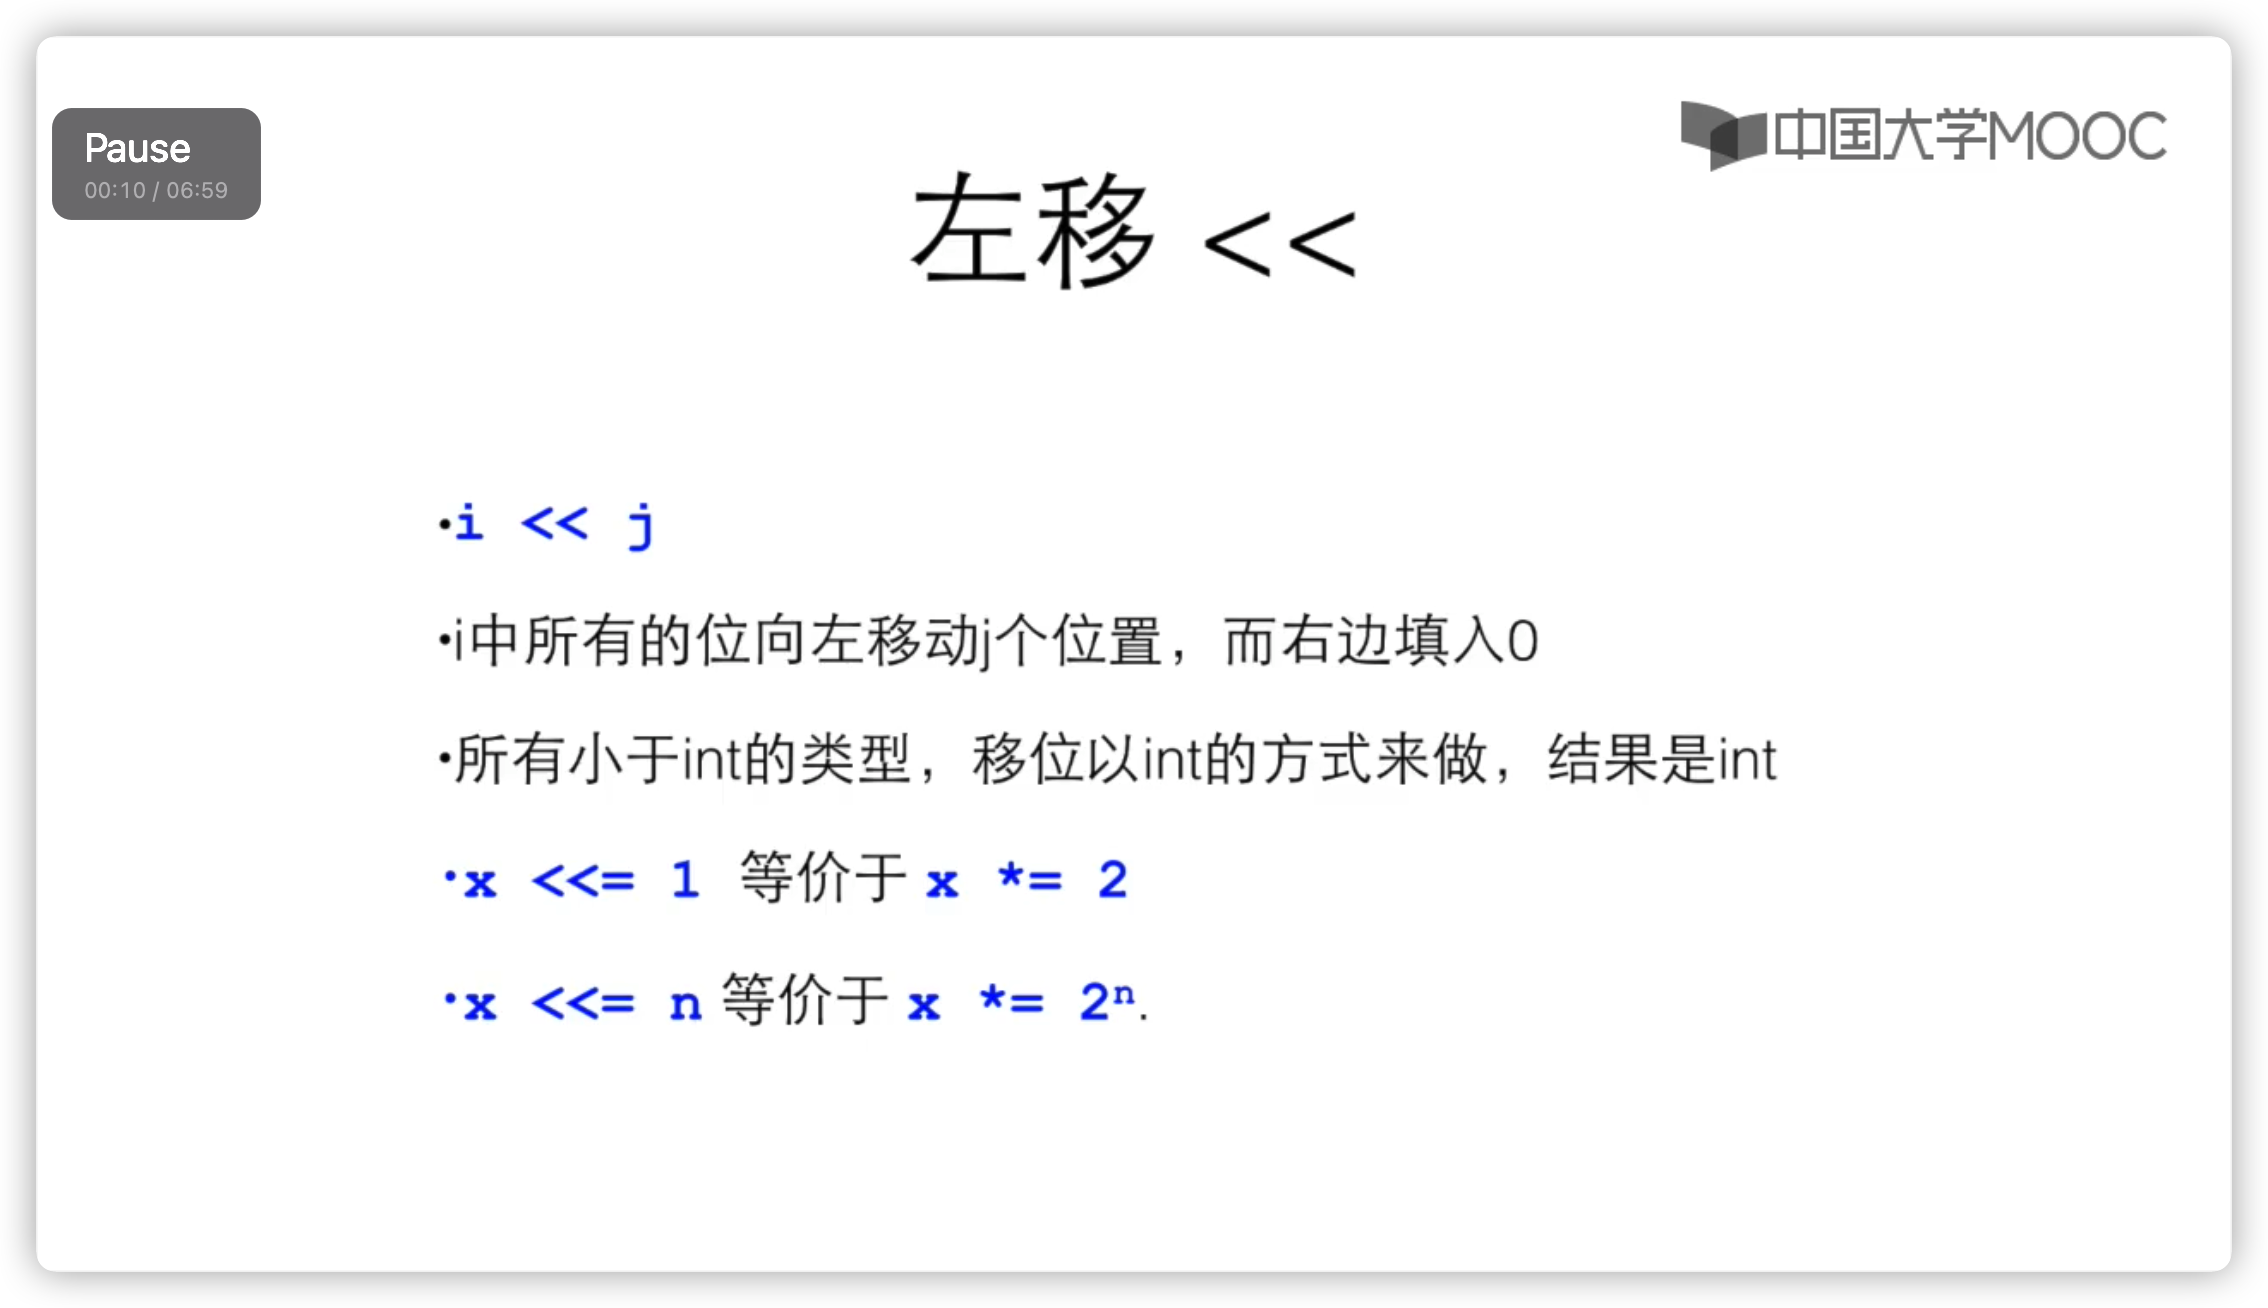 Pause
00:10 / 06:59
中国大学MOOC
左移 <<
•i << j
•i中所有的位向左移动j个位置，而右边填入0
•所有小于int的类型，移位以int的方式来做，结果是int
•x <<= 1 等价于 x *= 2
•x <<= n 等价于 x *= 2ⁿ.